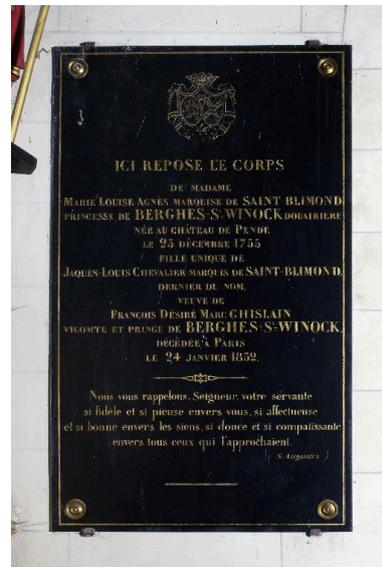 ICI REPOSE LE CORPS
DE MADAME
MARIE LOUISE AGNÈS MARQUISE DE SAINT BLIMOND
PRINCESSE DE BERGHES-ST-WINOCK DOUAIRIÈRE
NÉE AU CHÂTEAU DE PENDE
LE 25 DÉCEMBRE 1755
FILLE UNIQUE DE
JAQUES-LOUIS CHEVALIER MARQUIS DE SAINT-BLIMOND,
DERNIER DU NOM,
VEUVE DE
FRANÇOIS DÉSIRÉ MARC GHISLAIN
VICOMTE ET PRINCE DE BERGHES-ST-WINOCK,
DÉCÉDÉE À PARIS
LE 24 JANVIER 1832.
Nous vous rappelons, Seigneur, votre servante
si fidèle et si pieuse envers vous, si affectueuse
et si bonne envers les siens, si douce et si compatissante
envers tous ceux qui l'approchaient.
(S. Augustin)